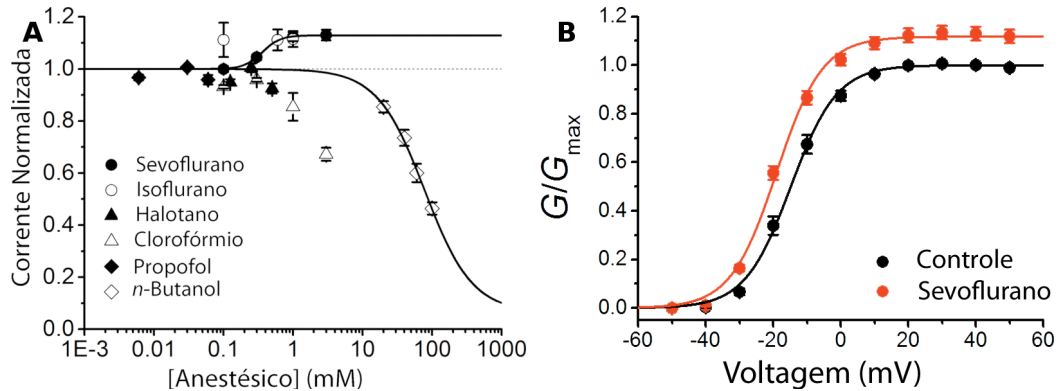 A
Corrente Normalizada
1.2
1.0
0.8
0.6
0.4
0.2
0.0
Sevoflurano
Isoflurano
Halotano
Clorofórmio
Propofol
n-Butanol
1E-3 0.01 0.1 1 10 100 1000
[Anestésico] (mM)
B
G/Gmax
1.2
1.0
0.8
0.6
0.4
0.2
0.0
Controle
Sevoflurano
-60 -40 -20 0 20 40 60
Voltagem (mV)